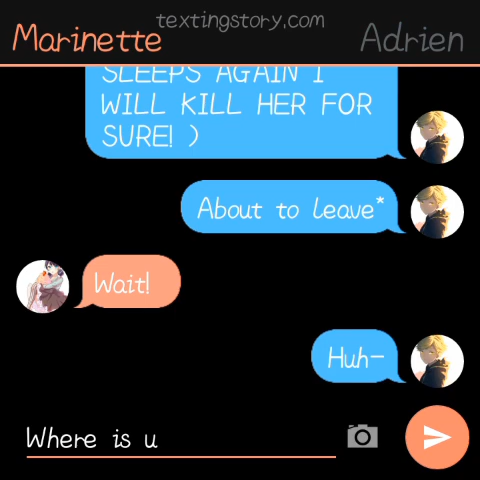 textingstory.com
Marinette
Adrien
SLEEPS AGAIN I
WILL KILL HER FOR
SURE! )
About to leave*
Wait!
Huh-
Where is u